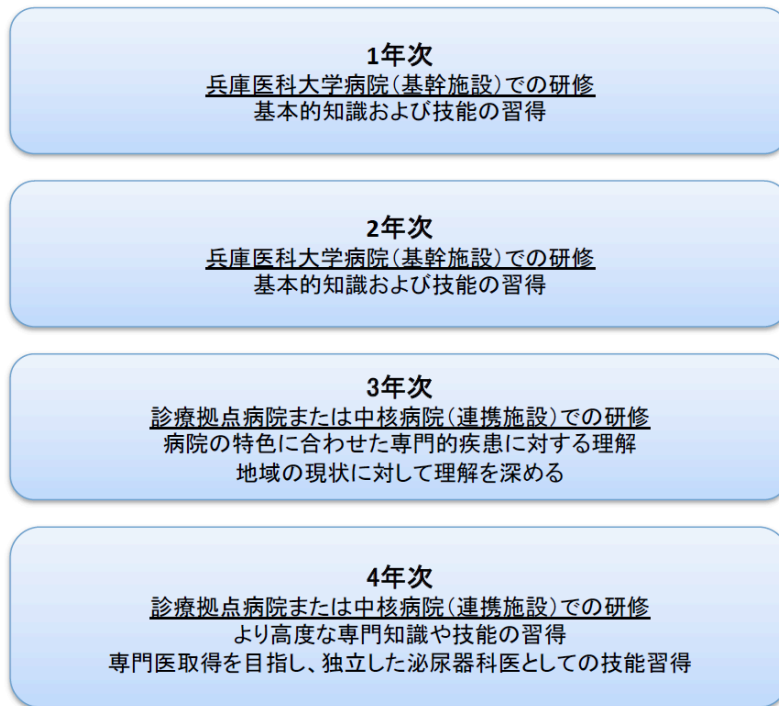 1年次
兵庫医科大学病院(基幹施設)での研修
基本的知識および技能の習得
2年次
兵庫医科大学病院(基幹施設)での研修
基本的知識および技能の習得
3年次
診療拠点病院または中核病院(連携施設)での研修
病院の特色に合わせた専門的疾患に対する理解
地域の現状に対して理解を深める
4年次
診療拠点病院または中核病院(連携施設)での研修
より高度な専門知識や技能の習得
専門医取得を目指し、独立した泌尿器科医としての技能習得